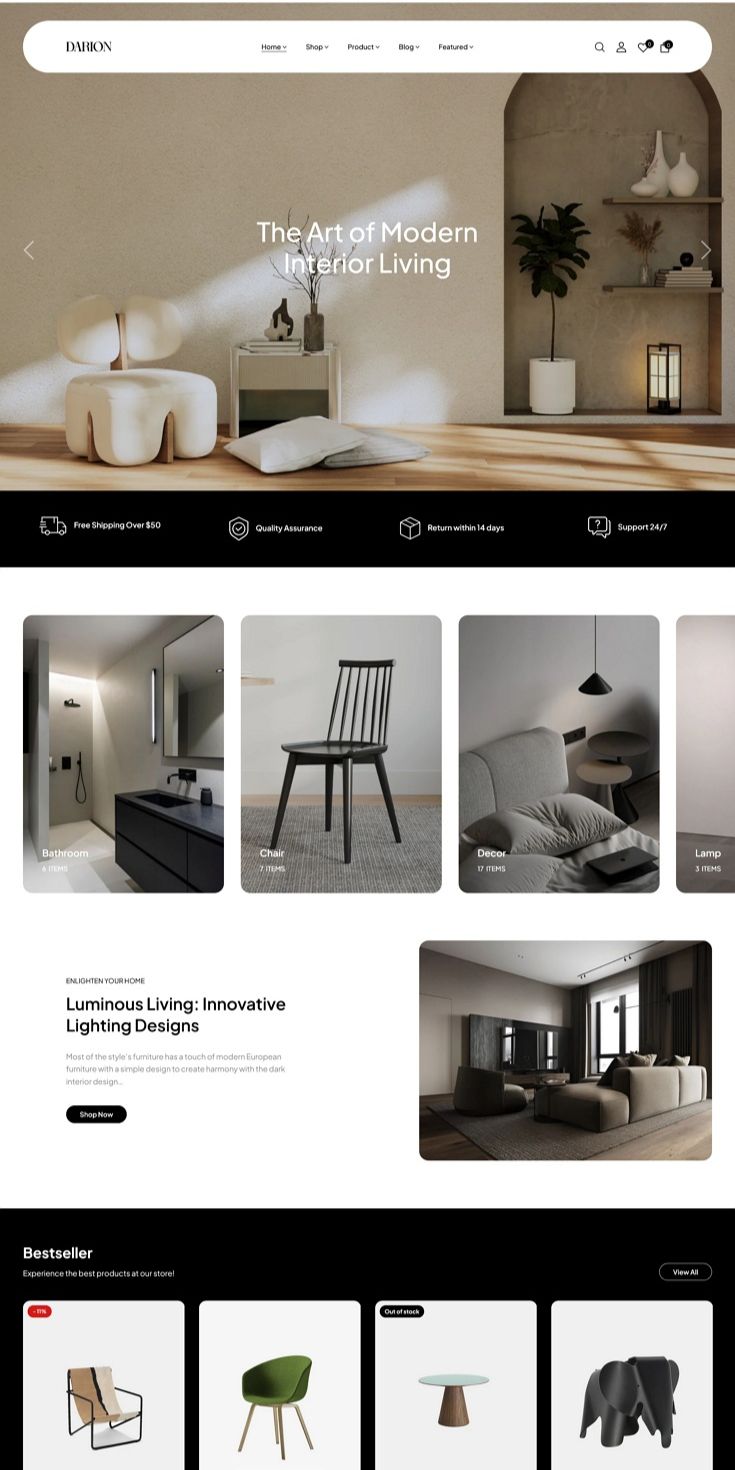 DARION
Home
Shop
Product
Blog
Featured
0
0
The Art of Modern
Interior Living
Free Shipping Over $50
Quality Assurance
Return within 14 days
Support 24/7
Bathroom
6 ITEMS
Chair
7 ITEMS
Decor
17 ITEMS
Lamp
3 ITEMS
ENLIGHTEN YOUR HOME
Luminous Living: Innovative
Lighting Designs
Most of the style's furniture has a touch of modern European
furniture with a simple design to create harmony with the dark
interior design...
Shop Now
Bestseller
Experience the best products at our store!
View All
- 11%
Out of stock